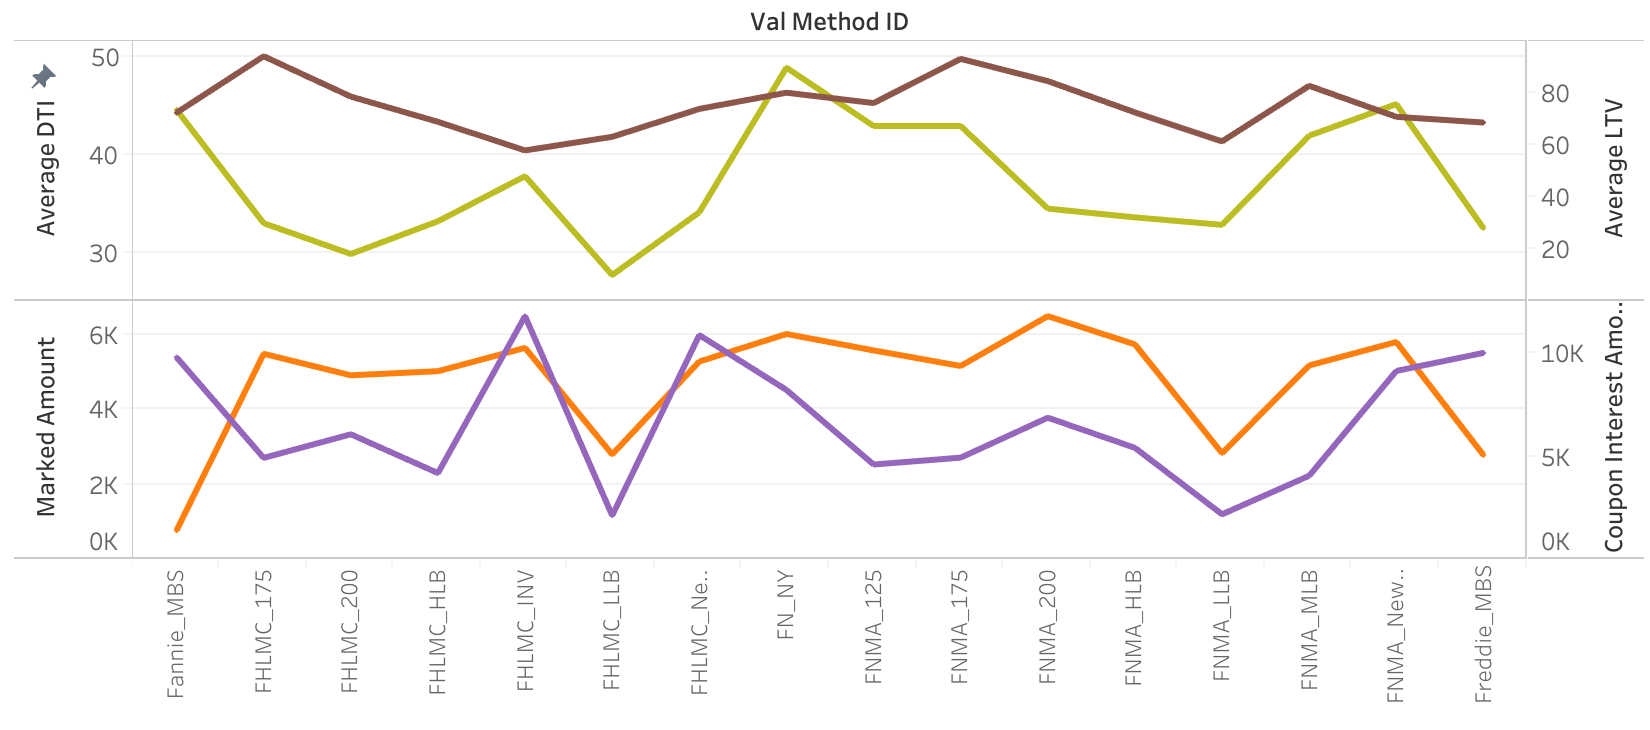 Val Method ID
50
40
30
Average DTI
80
60
40
20
Average LTV
6K
4K
2K
0K
Marked Amount
10K
5K
0K
Coupon Interest Amo..
Fannie_MBS
FHLMC_175
FHLMC_200
FHLMC_HLB
FHLMC_INV
FHLMC_LLB
FHLMC_Ne..
FN_NY
FNMA_125
FNMA_175
FNMA_200
FNMA_HLB
FNMA_LLB
FNMA_MLB
FNMA_New..
Freddie_MBS